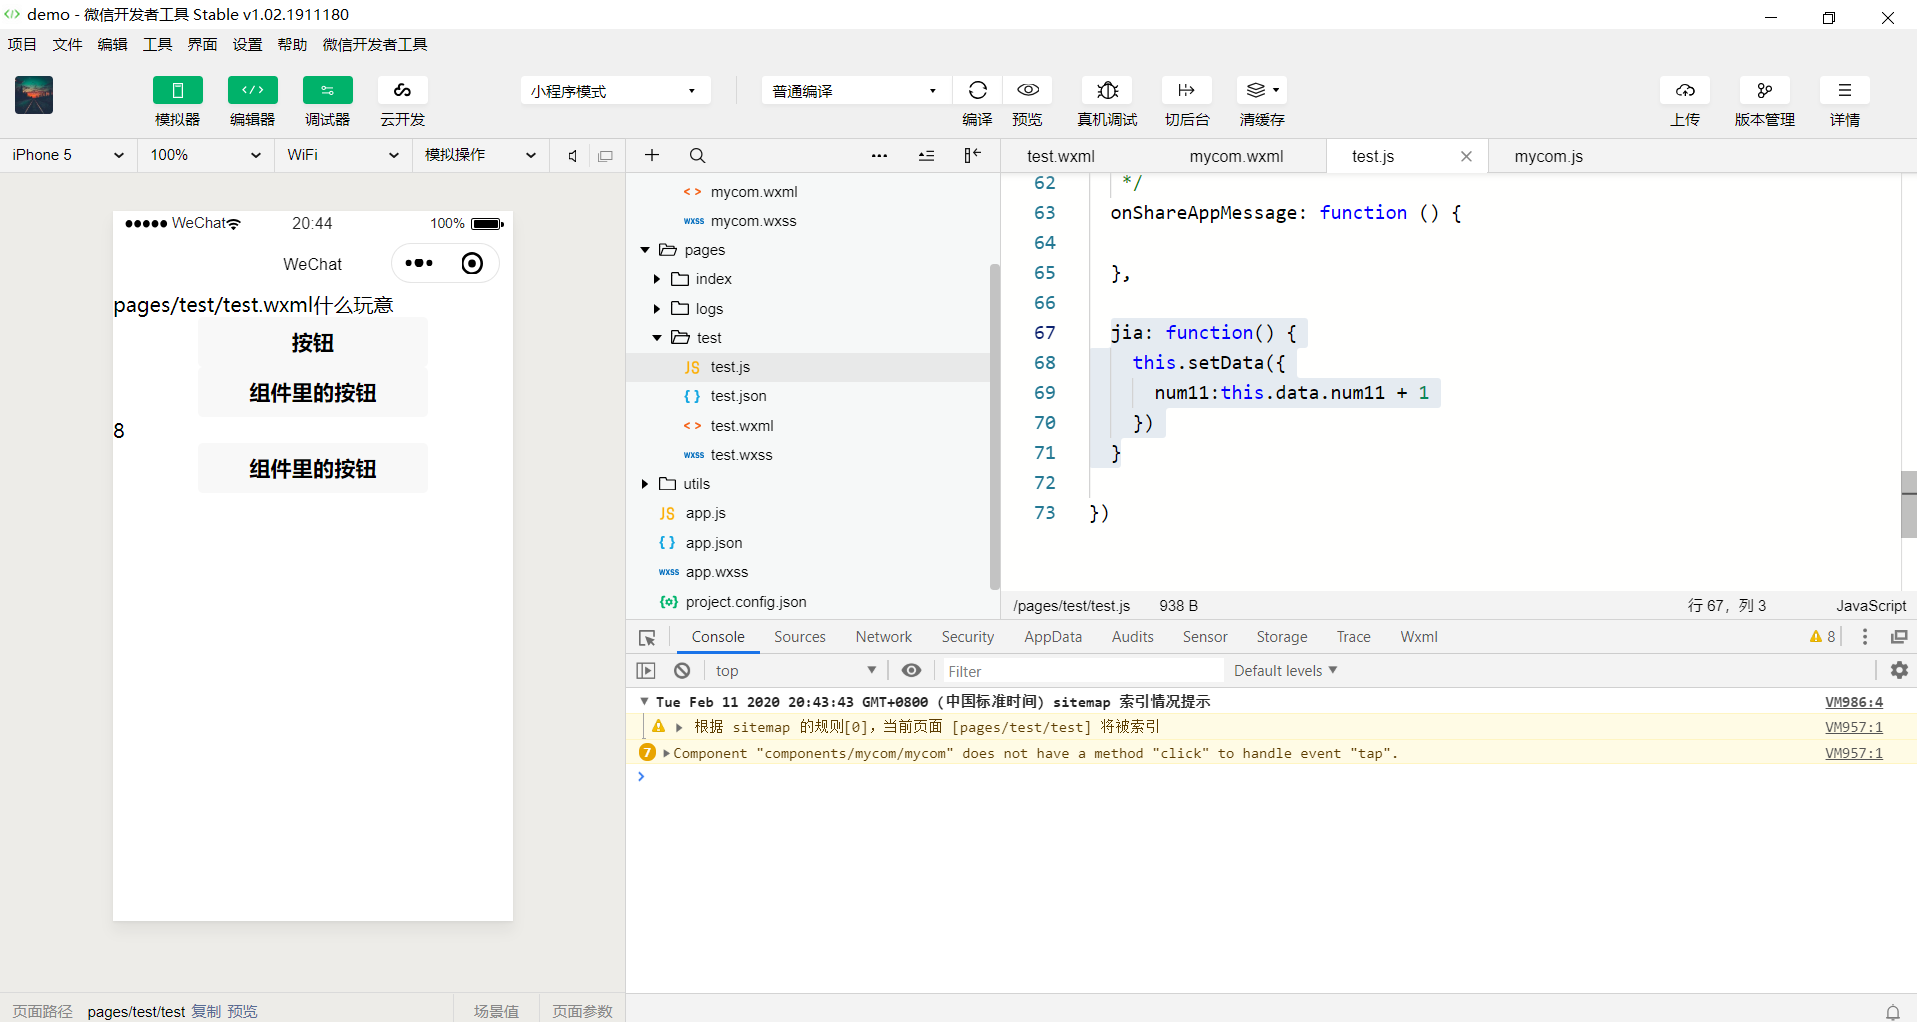 demo - 微信开发者工具 Stable v1.02.1911180
项目 文件 编辑 工具 界面 设置 帮助 微信开发者工具
小程序模式 普通编译
模拟器 编辑器 调试器 云开发 编译 预览 真机调试 切后台 清缓存 上传 版本管理 详情
iPhone 5 100% WiFi 模拟操作
WeChat 20:44 100%
WeChat
pages/test/test.wxml什么玩意
按钮
组件里的按钮
8
组件里的按钮
页面路径 pages/test/test 复制 预览 场景值 页面参数
<> mycom.wxml
wxss mycom.wxss
pages
index
logs
test
JS test.js
{ } test.json
<> test.wxml
wxss test.wxss
utils
JS app.js
{ } app.json
wxss app.wxss
project.config.json
test.wxml mycom.wxml test.js mycom.js
62 */
63 onShareAppMessage: function () {
64
65 },
66
67 jia: function() {
68 this.setData({
69 num11:this.data.num11 + 1
70 })
71 }
72
73 })
/pages/test/test.js 938 B 行 67，列 3 JavaScript
Console Sources Network Security AppData Audits Sensor Storage Trace Wxml 8
top Filter Default levels
Tue Feb 11 2020 20:43:43 GMT+0800 (中国标准时间) sitemap 索引情况提示 VM986:4
根据 sitemap 的规则[0]，当前页面 [pages/test/test] 将被索引 VM957:1
7 Component "components/mycom/mycom" does not have a method "click" to handle event "tap". VM957:1